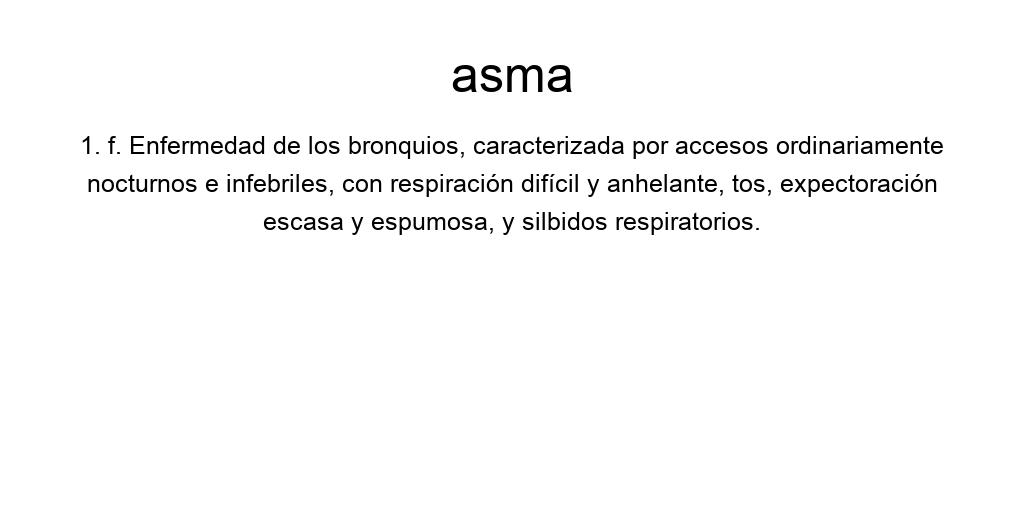 asma
1. f. Enfermedad de los bronquios, caracterizada por accesos ordinariamente
nocturnos e infebriles, con respiración difícil y anhelante, tos, expectoración
escasa y espumosa, y silbidos respiratorios.